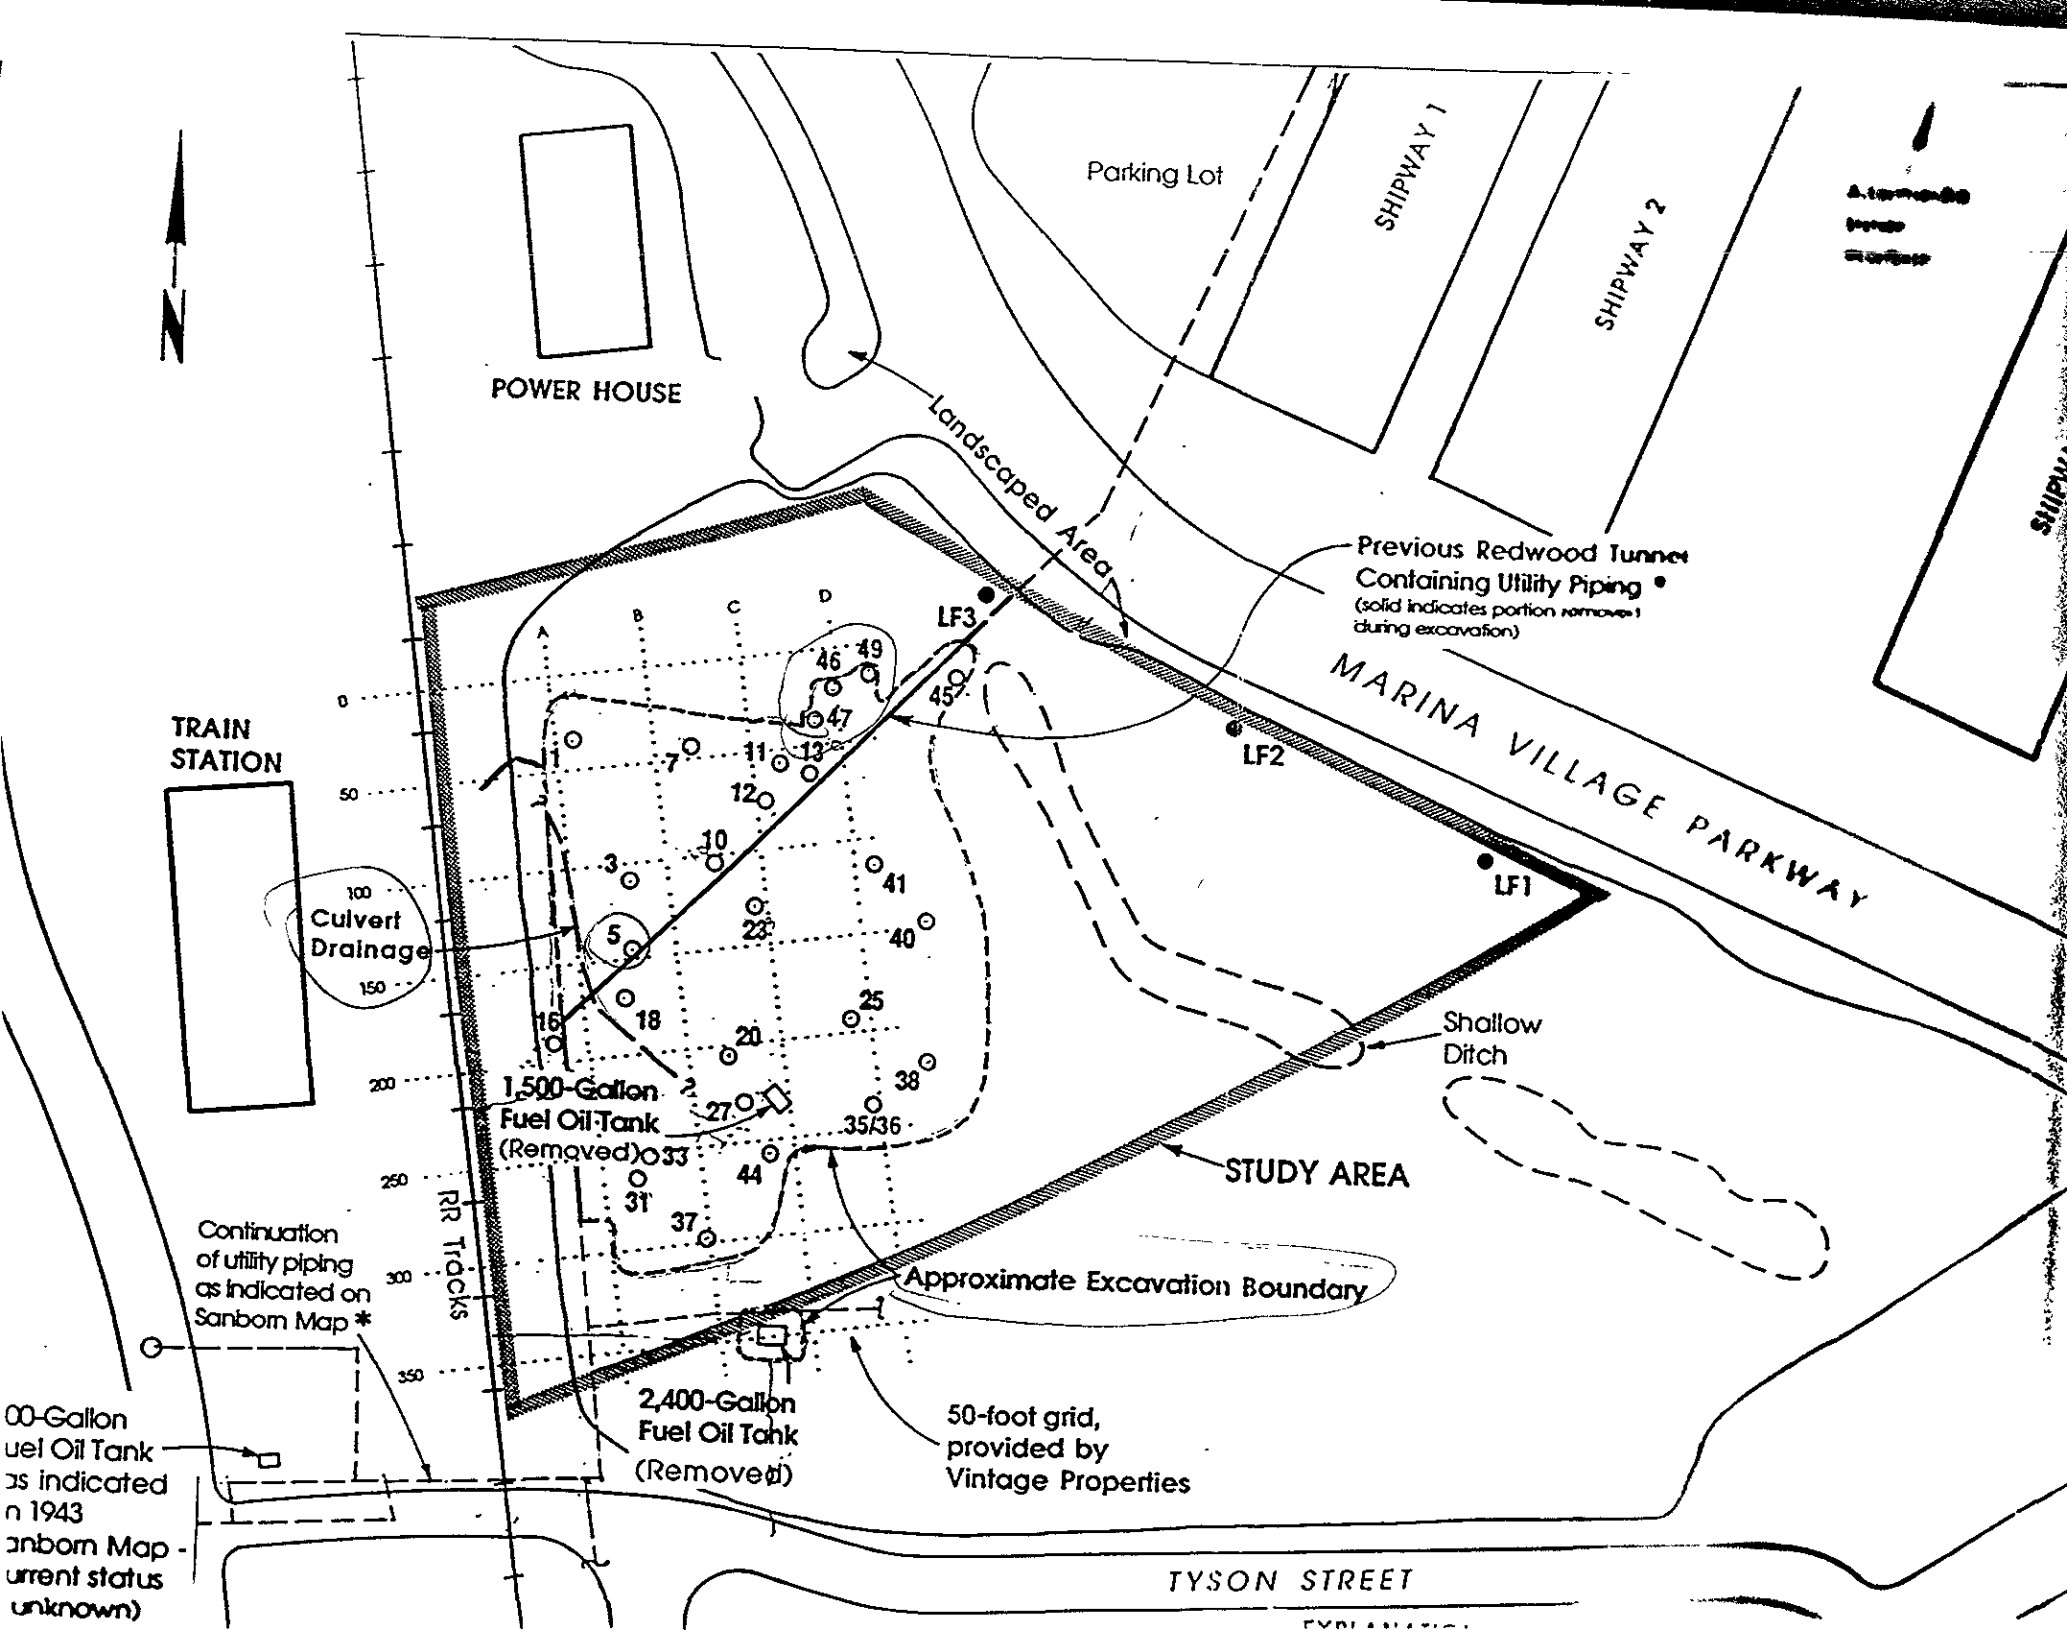 Parking Lot
SHIPWAY 1
SHIPWAY 2
SHIPW
N
POWER HOUSE
Landscaped Area
Previous Redwood Tunnel
Containing Utility Piping
(solid indicates portion removed
during excavation)
MARINA VILLAGE PARKWAY
A
B
C
D
LF3
LF2
LF1
46
49
47
45
0
TRAIN
STATION
1
7
11
13
50
12
10
3
41
100
Culvert
Drainage
5
23
40
150
16
18
25
20
Shallow
Ditch
200
1,500-Gallon
Fuel Oil Tank
(Removed)
27
38
35/36
33
44
STUDY AREA
250
31
37
RR Tracks
Continuation
of utility piping
as indicated on
Sanborn Map *
300
Approximate Excavation Boundary
350
2,400-Gallon
Fuel Oil Tank
(Removed)
50-foot grid,
provided by
Vintage Properties
00-Gallon
uel Oil Tank
as indicated
n 1943
anborn Map -
urrent status
unknown)
TYSON STREET